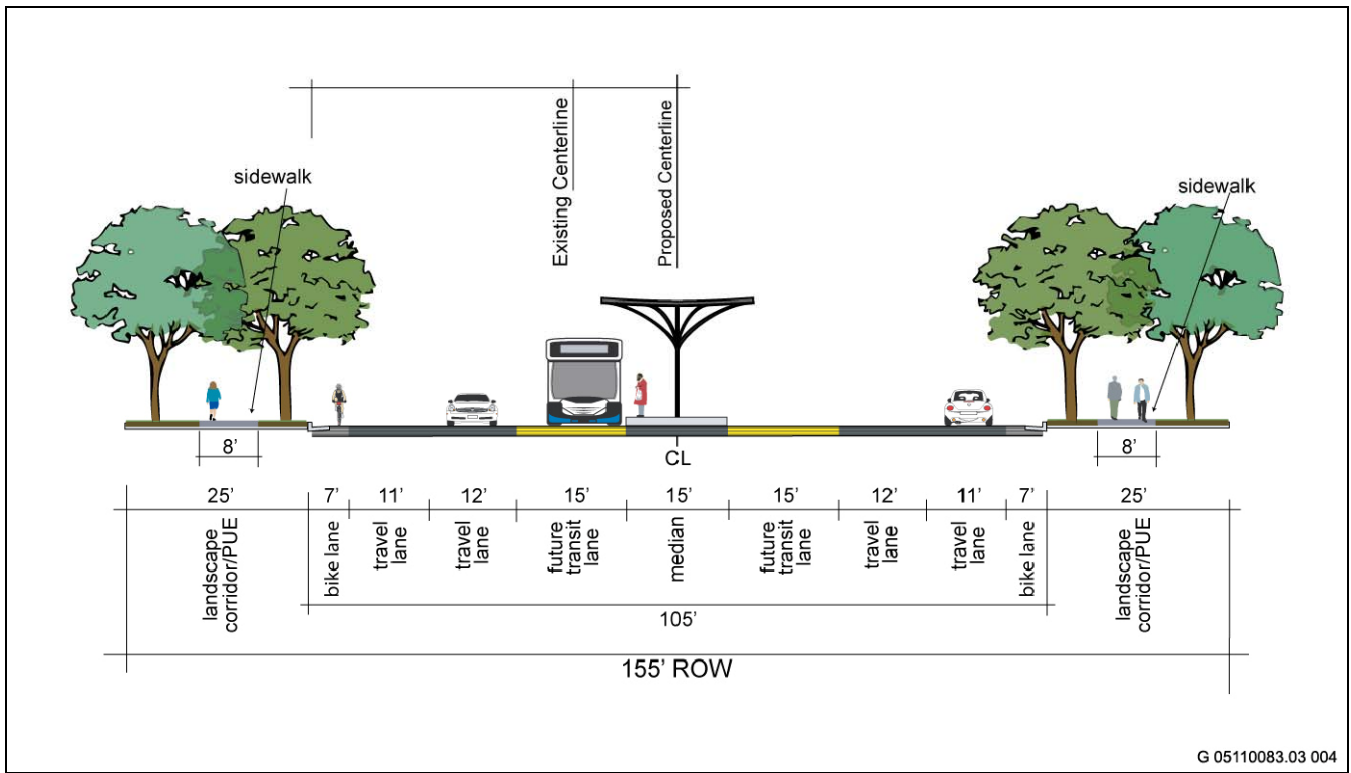 Existing Centerline
Proposed Centerline
sidewalk
sidewalk
CL
8'
8'
25'
7'
11'
12'
15'
15'
15'
12'
11'
7'
25'
landscape
corridor/PUE
bike lane
travel
lane
travel
lane
future
transit
lane
median
future
transit
lane
travel
lane
travel
lane
bike lane
landscape
corridor/PUE
105'
155' ROW
G 05110083.03 004